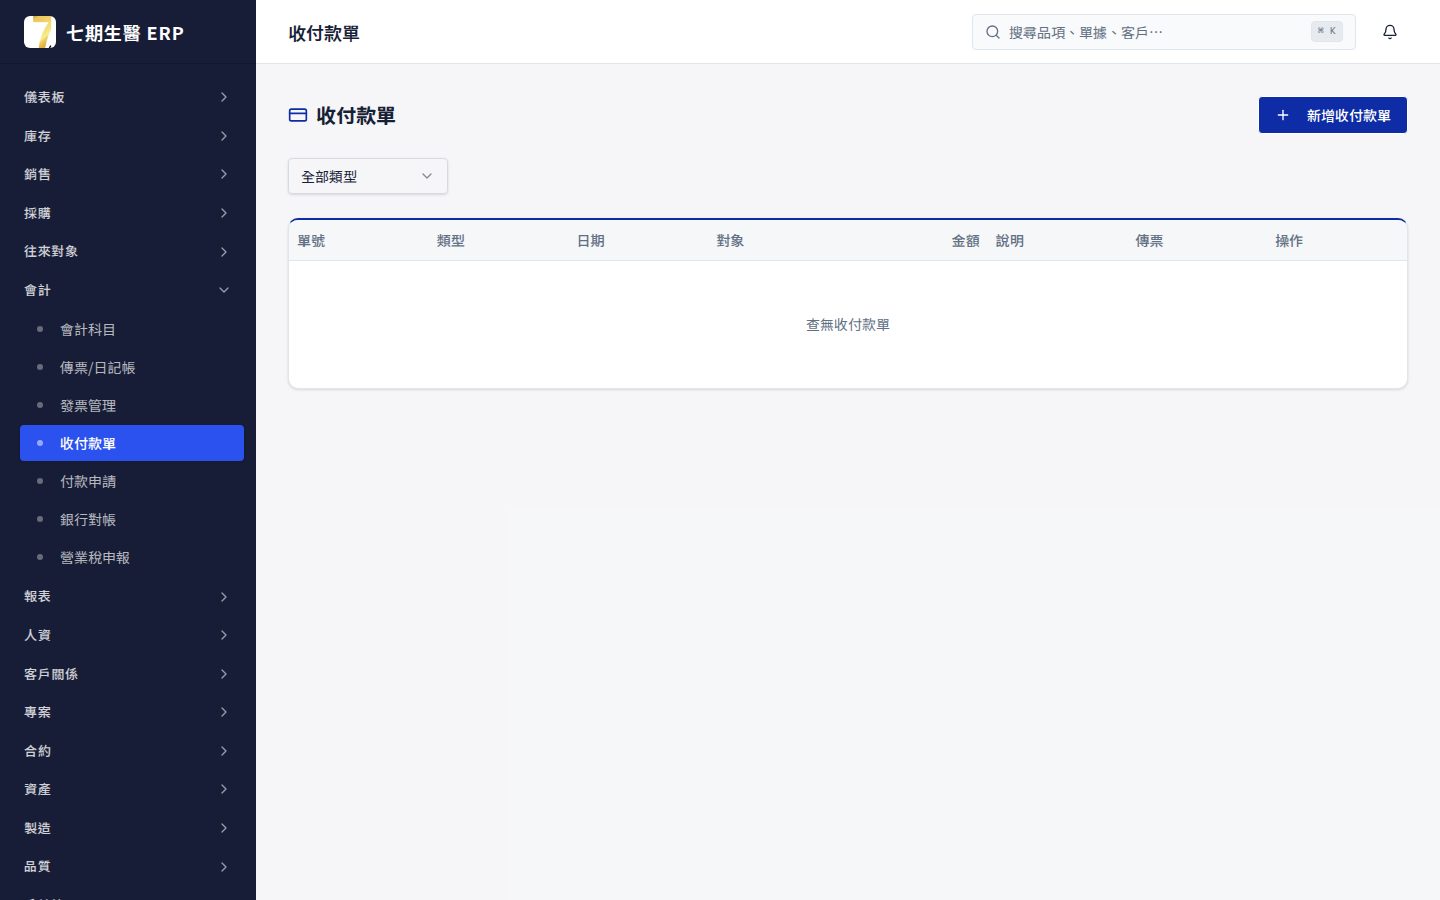 七期生醫 ERP
收付款單
搜尋品項、單據、客戶…
⌘ K
儀表板
庫存
銷售
採購
往來對象
會計
會計科目
傳票/日記帳
發票管理
收付款單
付款申請
銀行對帳
營業稅申報
報表
人資
客戶關係
專案
合約
資產
製造
品質
收付款單
新增收付款單
全部類型
單號 類型 日期 對象 金額 說明 傳票 操作
查無收付款單